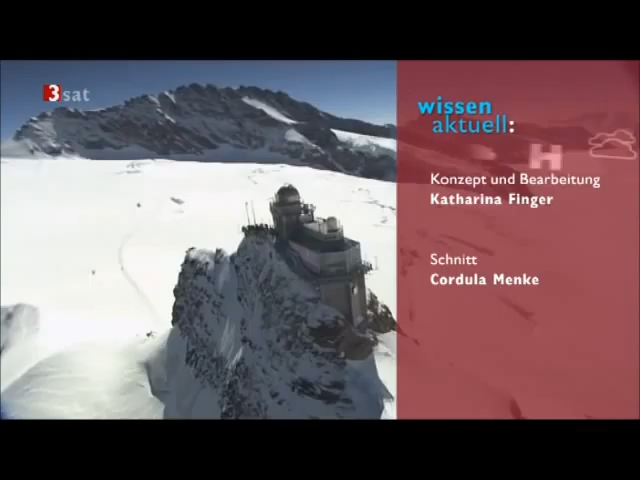 3sat
wissen
aktuell:
H
Konzept und Bearbeitung
Katharina Finger
Schnitt
Cordula Menke